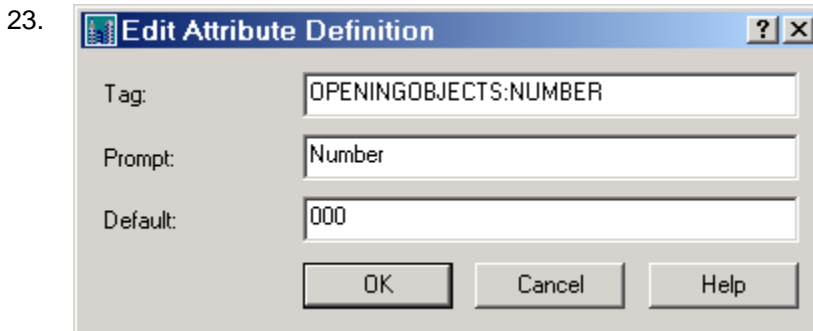 23.
Edit Attribute Definition ? ×
Tag: OPENINGOBJECTS:NUMBER
Prompt: Number
Default: 000
OK Cancel Help